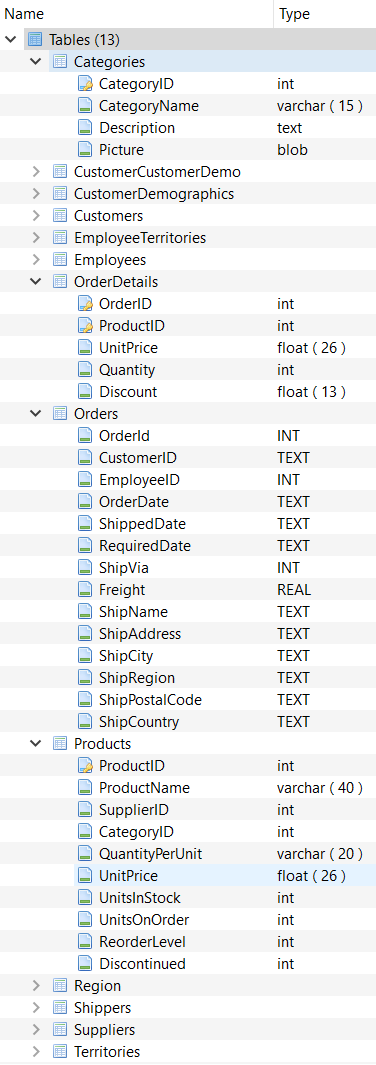 Name Type
Tables (13)
Categories
CategoryID int
CategoryName varchar ( 15 )
Description text
Picture blob
CustomerCustomerDemo
CustomerDemographics
Customers
EmployeeTerritories
Employees
OrderDetails
OrderID int
ProductID int
UnitPrice float ( 26 )
Quantity int
Discount float ( 13 )
Orders
OrderId INT
CustomerID TEXT
EmployeeID INT
OrderDate TEXT
ShippedDate TEXT
RequiredDate TEXT
ShipVia INT
Freight REAL
ShipName TEXT
ShipAddress TEXT
ShipCity TEXT
ShipRegion TEXT
ShipPostalCode TEXT
ShipCountry TEXT
Products
ProductID int
ProductName varchar ( 40 )
SupplierID int
CategoryID int
QuantityPerUnit varchar ( 20 )
UnitPrice float ( 26 )
UnitsInStock int
UnitsOnOrder int
ReorderLevel int
Discontinued int
Region
Shippers
Suppliers
Territories